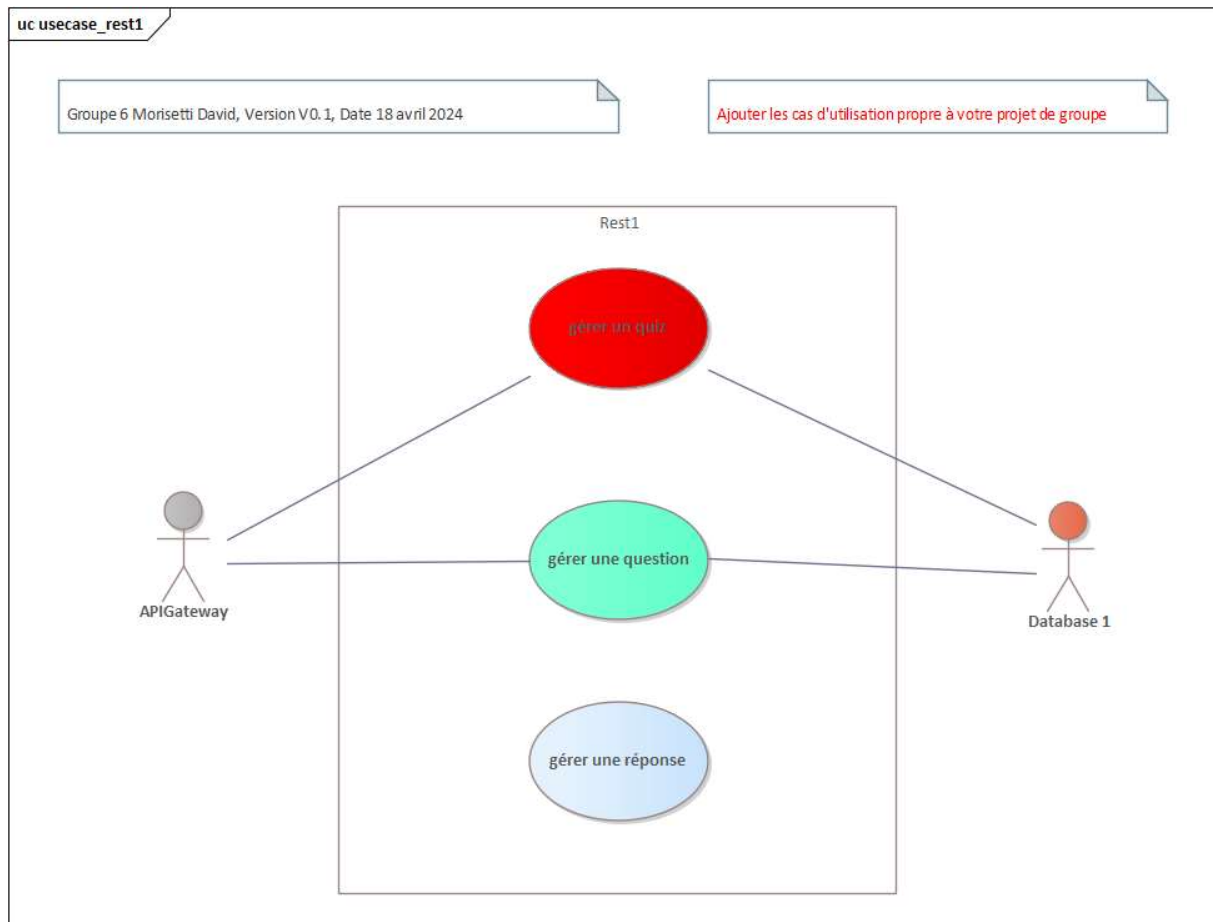 uc usecase_rest1
Groupe 6 Morisetti David, Version V0.1, Date 18 avril 2024
Ajouter les cas d'utilisation propre à votre projet de groupe
Rest1
gérer un quiz
gérer une question
APIGateway
Database 1
gérer une réponse